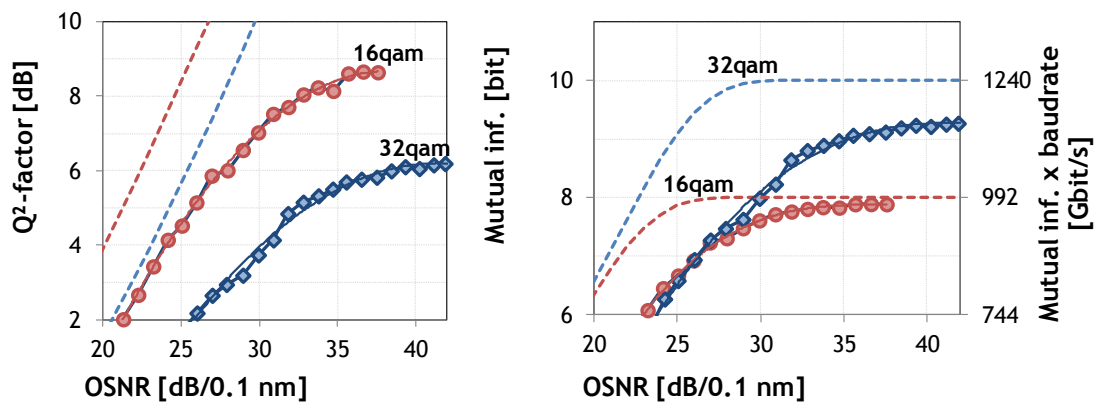 Q²-factor [dB]
10
8
6
4
2
20
25
30
35
40
OSNR [dB/0.1 nm]
16qam
32qam
Mutual inf. [bit]
10
8
6
20
25
30
35
40
OSNR [dB/0.1 nm]
32qam
16qam
1240
992
744
Mutual inf. x baudrate
[Gbit/s]